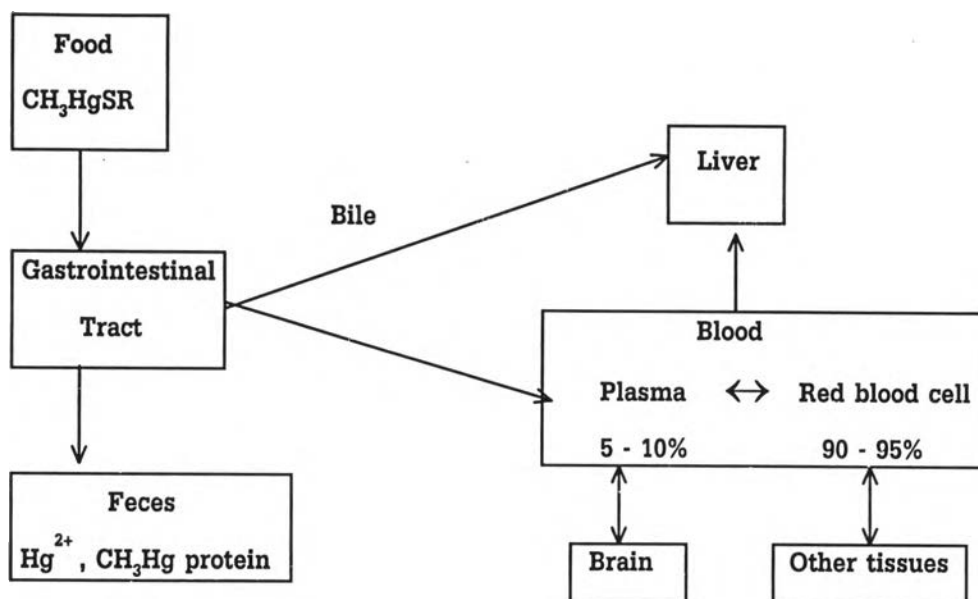 Food
CH₃HgSR
Liver
Bile
Gastrointestinal
Tract
Blood
Plasma ↔ Red blood cell
5 - 10% 90 - 95%
Feces
Hg²⁺, CH₃Hg protein
Brain
Other tissues